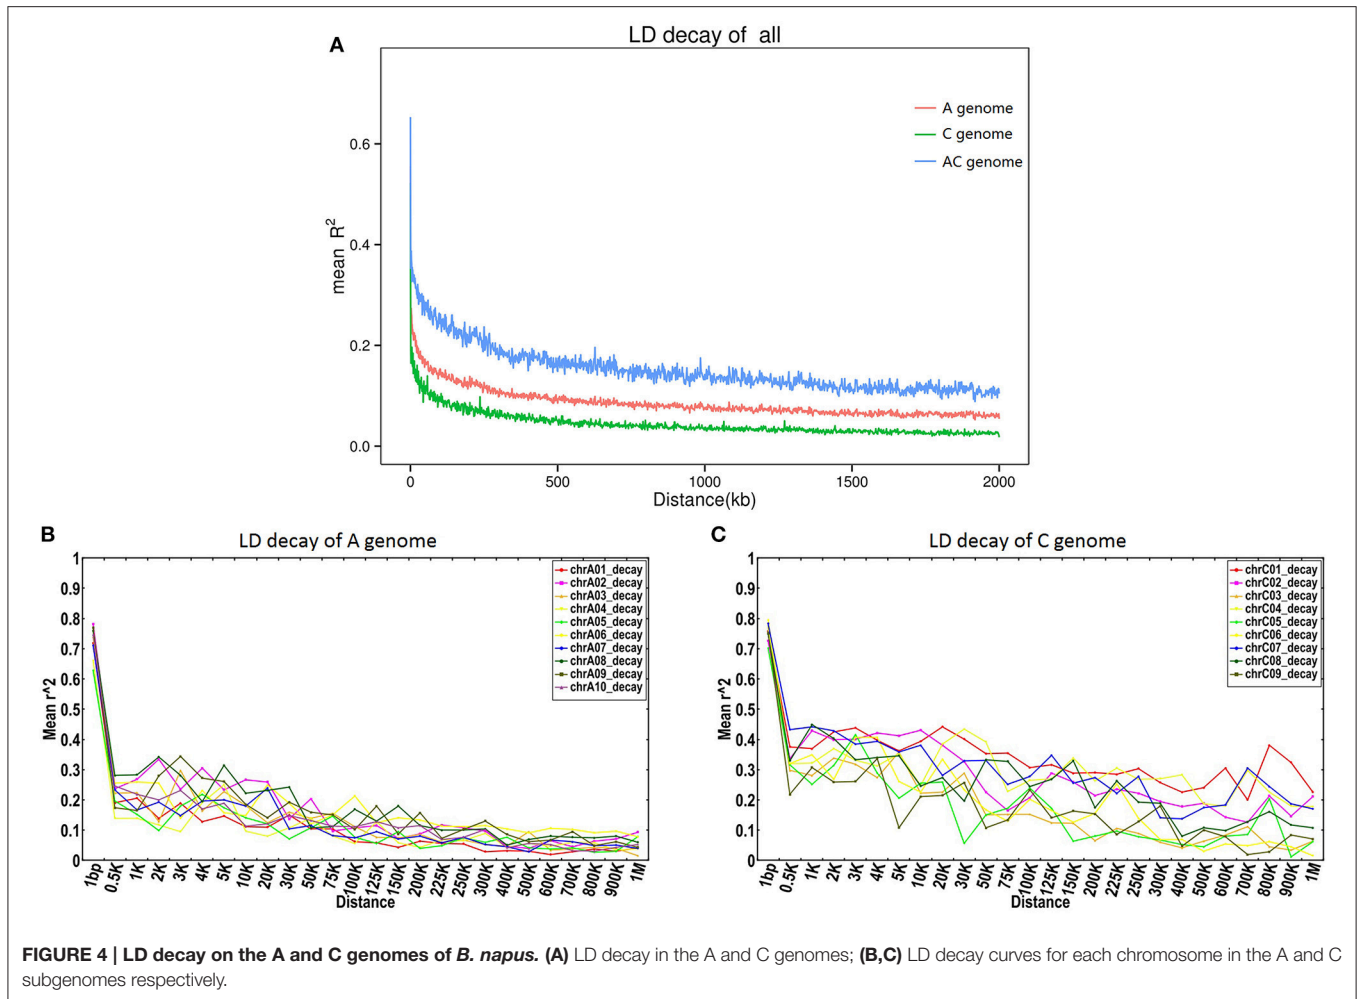 A
LD decay of all
A genome
C genome
AC genome
mean R²
0.6
0.4
0.2
0.0
0
500
1000
1500
2000
Distance(kb)
B
LD decay of A genome
Mean r^2
1
0.9
0.8
0.7
0.6
0.5
0.4
0.3
0.2
0.1
0
chrA01_decay
chrA02_decay
chrA03_decay
chrA04_decay
chrA05_decay
chrA06_decay
chrA07_decay
chrA08_decay
chrA09_decay
chrA10_decay
1bp 0.5K 1K 2K 3K 4K 5K 10K 20K 30K 50K 75K 100K 125K 150K 200K 225K 250K 300K 400K 500K 600K 700K 800K 900K 1M
Distance
C
LD decay of C genome
Mean r^2
1
0.9
0.8
0.7
0.6
0.5
0.4
0.3
0.2
0.1
0
chrC01_decay
chrC02_decay
chrC03_decay
chrC04_decay
chrC05_decay
chrC06_decay
chrC07_decay
chrC08_decay
chrC09_decay
1bp 0.5K 1K 2K 3K 4K 5K 10K 20K 30K 50K 75K 100K 125K 150K 200K 225K 250K 300K 400K 500K 600K 700K 800K 900K 1M
Distance
FIGURE 4 | LD decay on the A and C genomes of B. napus. (A) LD decay in the A and C genomes; (B,C) LD decay curves for each chromosome in the A and C
subgenomes respectively.